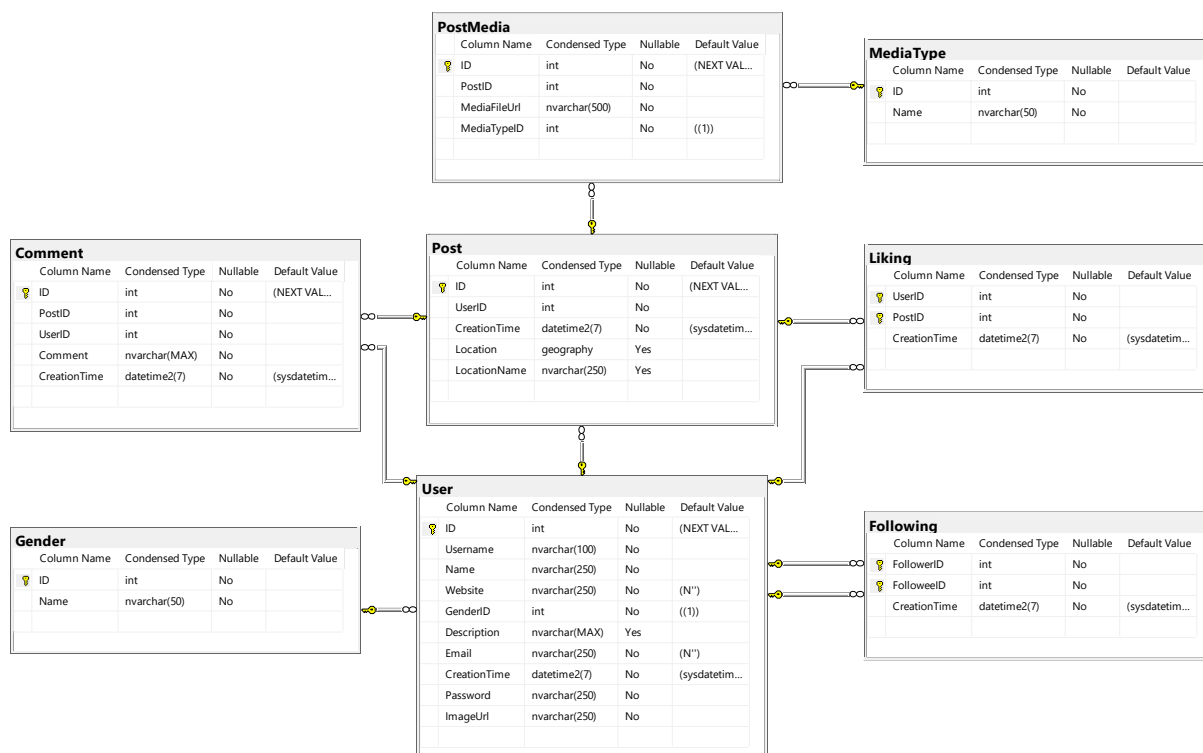 PostMedia
Column Name Condensed Type Nullable Default Value
ID int No (NEXT VAL...
PostID int No
MediaFileUrl nvarchar(500) No
MediaTypeID int No ((1))
MediaType
Column Name Condensed Type Nullable Default Value
ID int No
Name nvarchar(50) No
Comment
Column Name Condensed Type Nullable Default Value
ID int No (NEXT VAL...
PostID int No
UserID int No
Comment nvarchar(MAX) No
CreationTime datetime2(7) No (sysdatetim...
Post
Column Name Condensed Type Nullable Default Value
ID int No (NEXT VAL...
UserID int No
CreationTime datetime2(7) No (sysdatetim...
Location geography Yes
LocationName nvarchar(250) Yes
Liking
Column Name Condensed Type Nullable Default Value
UserID int No
PostID int No
CreationTime datetime2(7) No (sysdatetim...
Gender
Column Name Condensed Type Nullable Default Value
ID int No
Name nvarchar(50) No
User
Column Name Condensed Type Nullable Default Value
ID int No (NEXT VAL...
Username nvarchar(100) No
Name nvarchar(250) No
Website nvarchar(250) No (N'')
GenderID int No ((1))
Description nvarchar(MAX) Yes
Email nvarchar(250) No (N'')
CreationTime datetime2(7) No (sysdatetim...
Password nvarchar(250) No
ImageUrl nvarchar(250) No
Following
Column Name Condensed Type Nullable Default Value
FollowerID int No
FolloweeID int No
CreationTime datetime2(7) No (sysdatetim...